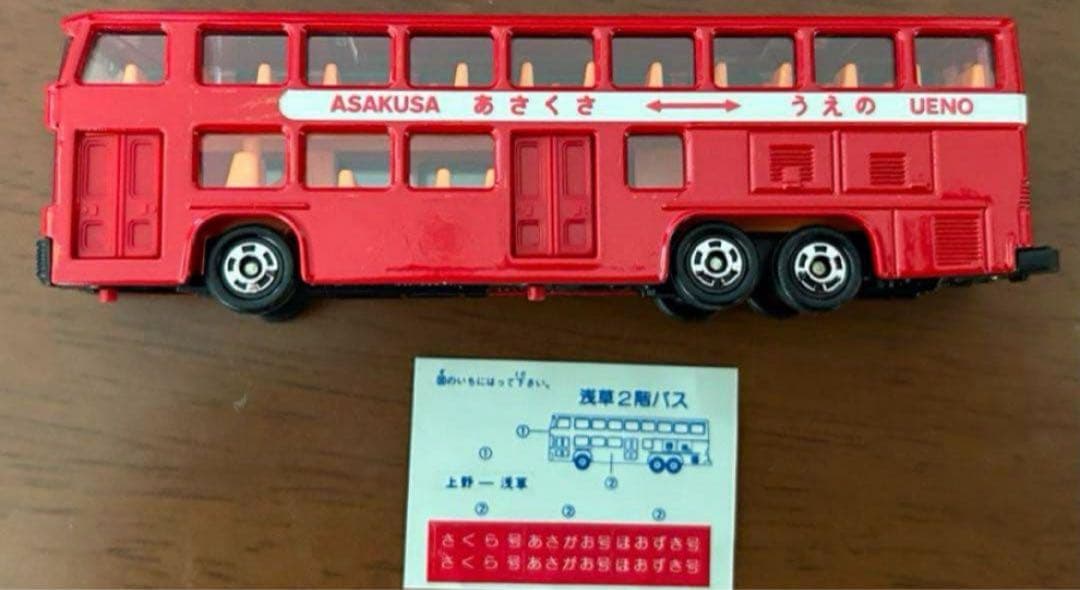 ASAKUSA あさくさ ←→ うえの UENO
図のいちにはって下さい。
浅草2階バス
①
①
②
上野 ― 浅草
② ② ②
さくら号 あさがお号 ほおずき号
さくら号 あさがお号 ほおずき号